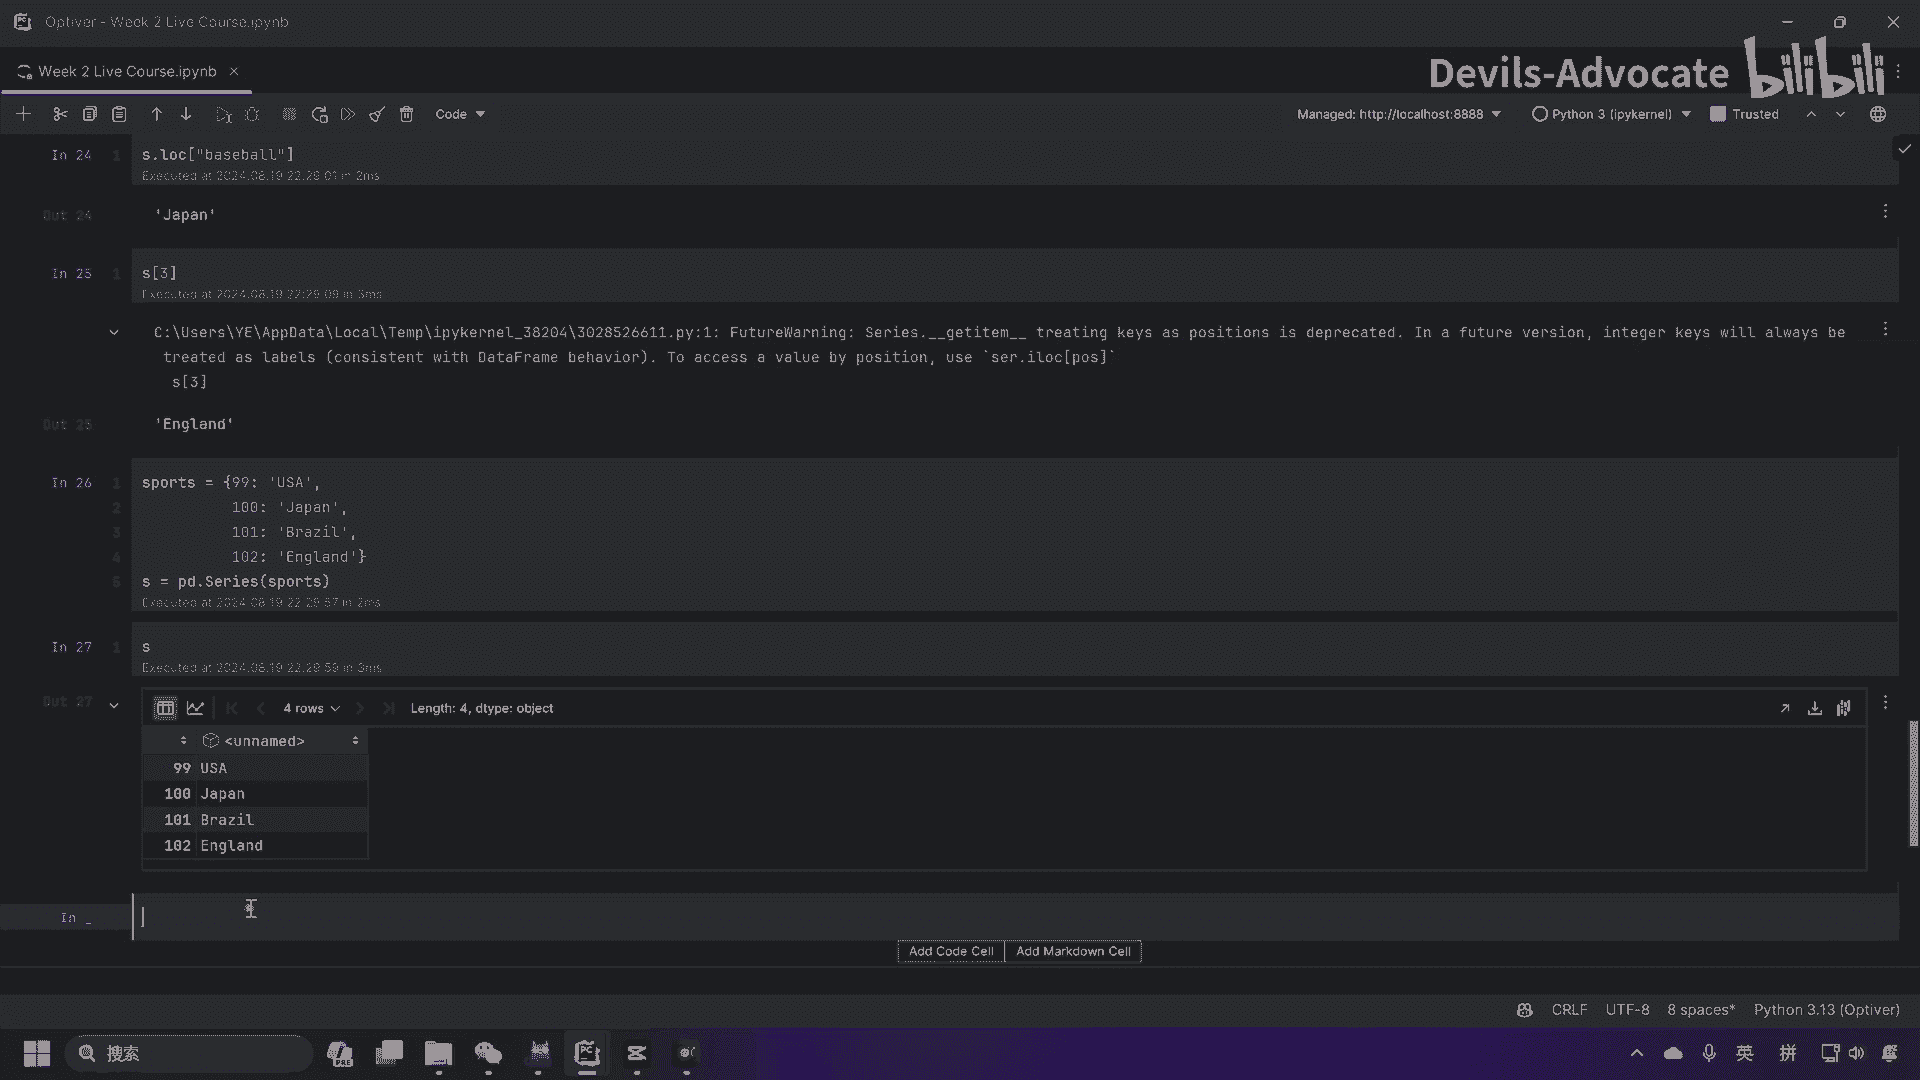 Optiver - Week 2 Live Course.ipynb
Week 2 Live Course.ipynb
Devils-Advocate bilibili
Code
Managed: http://localhost:8888
Python 3 (ipykernel)
Trusted
In 24
1
s.loc["baseball"]
Executed at 2024.08.19 22:29:01 in 2ms
Out 24
'Japan'
In 25
1
s[3]
Executed at 2024.08.19 22:29:09 in 3ms
C:\Users\YE\AppData\Local\Temp\ipykernel_38204\3028526611.py:1: FutureWarning: Series.__getitem__ treating keys as positions is deprecated. In a future version, integer keys will always be
treated as labels (consistent with DataFrame behavior). To access a value by position, use `ser.iloc[pos]`
s[3]
Out 25
'England'
In 26
1 sports = {99: 'USA',
2 100: 'Japan',
3 101: 'Brazil',
4 102: 'England'}
5 s = pd.Series(sports)
Executed at 2024.08.19 22:29:57 in 2ms
In 27
1
s
Executed at 2024.08.19 22:29:59 in 3ms
Out 27
4 rows
Length: 4, dtype: object
<unnamed>
99 USA
100 Japan
101 Brazil
102 England
In _
Add Code Cell
Add Markdown Cell
CRLF
UTF-8
8 spaces*
Python 3.13 (Optiver)
搜索
英
拼